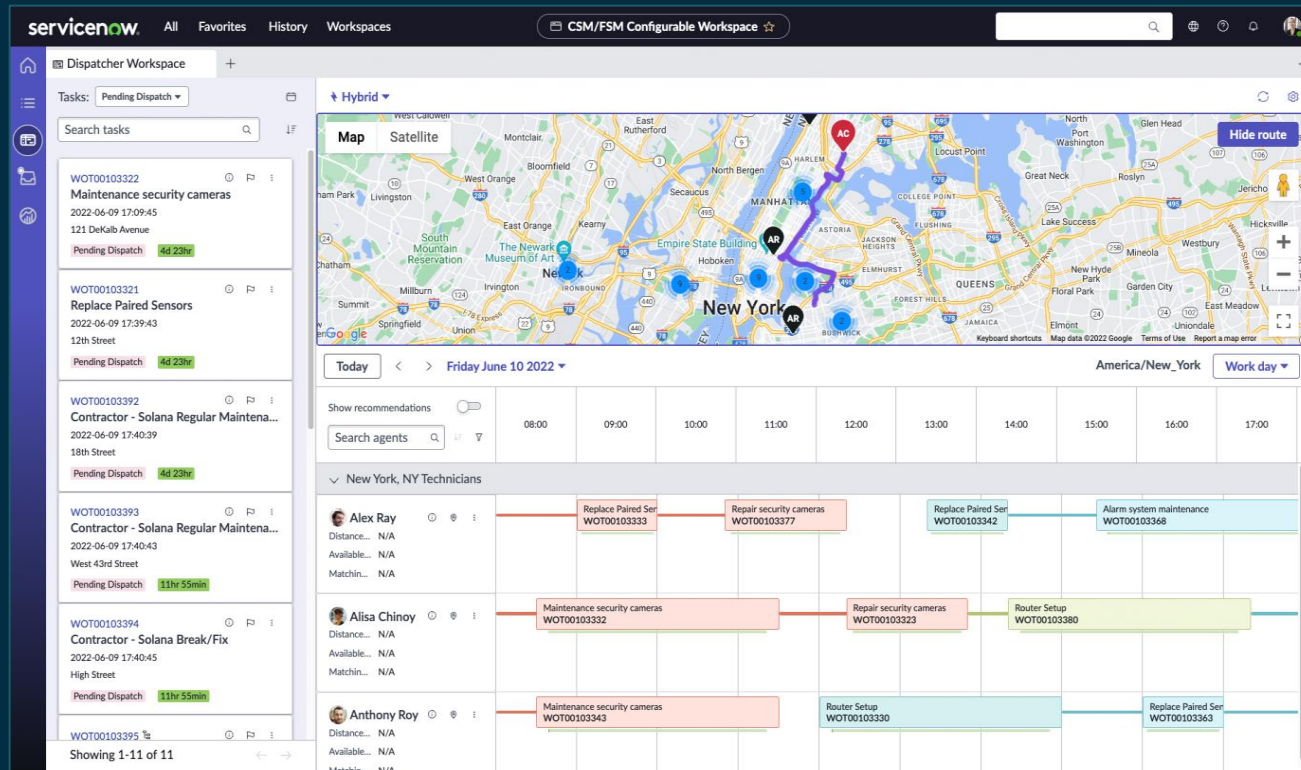 servicenow. All Favorites History Workspaces CSM/FSM Configurable Workspace
Dispatcher Workspace +
Tasks: Pending Dispatch
Search tasks
WOT00103322
Maintenance security cameras
2022-06-09 17:09:45
121 DeKalb Avenue
Pending Dispatch 4d 23hr
WOT00103321
Replace Paired Sensors
2022-06-09 17:39:43
12th Street
Pending Dispatch 4d 23hr
WOT00103392
Contractor - Solana Regular Maintena...
2022-06-09 17:40:39
18th Street
Pending Dispatch 4d 23hr
WOT00103393
Contractor - Solana Regular Maintena...
2022-06-09 17:40:43
West 43rd Street
Pending Dispatch 11hr 55min
WOT00103394
Contractor - Solana Break/Fix
2022-06-09 17:40:45
High Street
Pending Dispatch 11hr 55min
WOT00103395
Showing 1-11 of 11
Hybrid
Map Satellite
Hide route
West Caldwell
East Rutherford
Montclair
Bloomfield
West Orange
Livingston
East Orange
Kearny
South Mountain Reservation
The Newark Museum of Art
Newark
IRONBOUND
Chatham
Millburn
Irvington
Summit
Springfield
Union
Google
North Bergen
Secaucus
Hoboken
Empire State Building
New York
HARLEM
MANHATTAN
ASTORIA
JACKSON HEIGHTS
ELMHURST
BUSHWICK
COLLEGE POINT
FLUSHING
QUEENS
FOREST HILLS
JAMAICA
Locust Point
North Port Washington
Glen Head
Great Neck
Roslyn
Jericho
Lake Success
Hicksville
Mineola
Westbury
New Hyde Park
Floral Park
Garden City
East Meadow
Elmont
Uniondale
AC
AR
AR
Keyboard shortcuts Map data ©2022 Google Terms of Use Report a map error
Today < > Friday June 10 2022 America/New_York Work day
Show recommendations
Search agents
08:00 09:00 10:00 11:00 12:00 13:00 14:00 15:00 16:00 17:00
New York, NY Technicians
Alex Ray
Distance... N/A
Available... N/A
Matchin... N/A
Replace Paired Ser
WOT00103333
Repair security cameras
WOT00103377
Replace Paired Ser
WOT00103342
Alarm system maintenance
WOT00103368
Alisa Chinoy
Distance... N/A
Available... N/A
Matchin... N/A
Maintenance security cameras
WOT00103332
Repair security cameras
WOT00103323
Router Setup
WOT00103380
Anthony Roy
Distance... N/A
Available... N/A
Matchin... N/A
Maintenance security cameras
WOT00103343
Router Setup
WOT00103330
Replace Paired Ser
WOT00103363